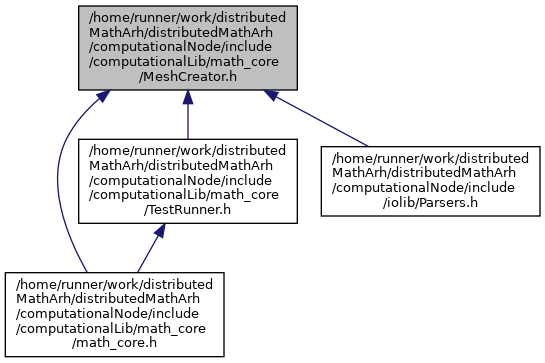 /home/runner/work/distributed
MathArh/distributedMathArh
/computationalNode/include
/computationalLib/math_core
/MeshCreator.h
/home/runner/work/distributed
MathArh/distributedMathArh
/computationalNode/include
/computationalLib/math_core
/TestRunner.h
/home/runner/work/distributed
MathArh/distributedMathArh
/computationalNode/include
/iolib/Parsers.h
/home/runner/work/distributed
MathArh/distributedMathArh
/computationalNode/include
/computationalLib/math_core
/math_core.h